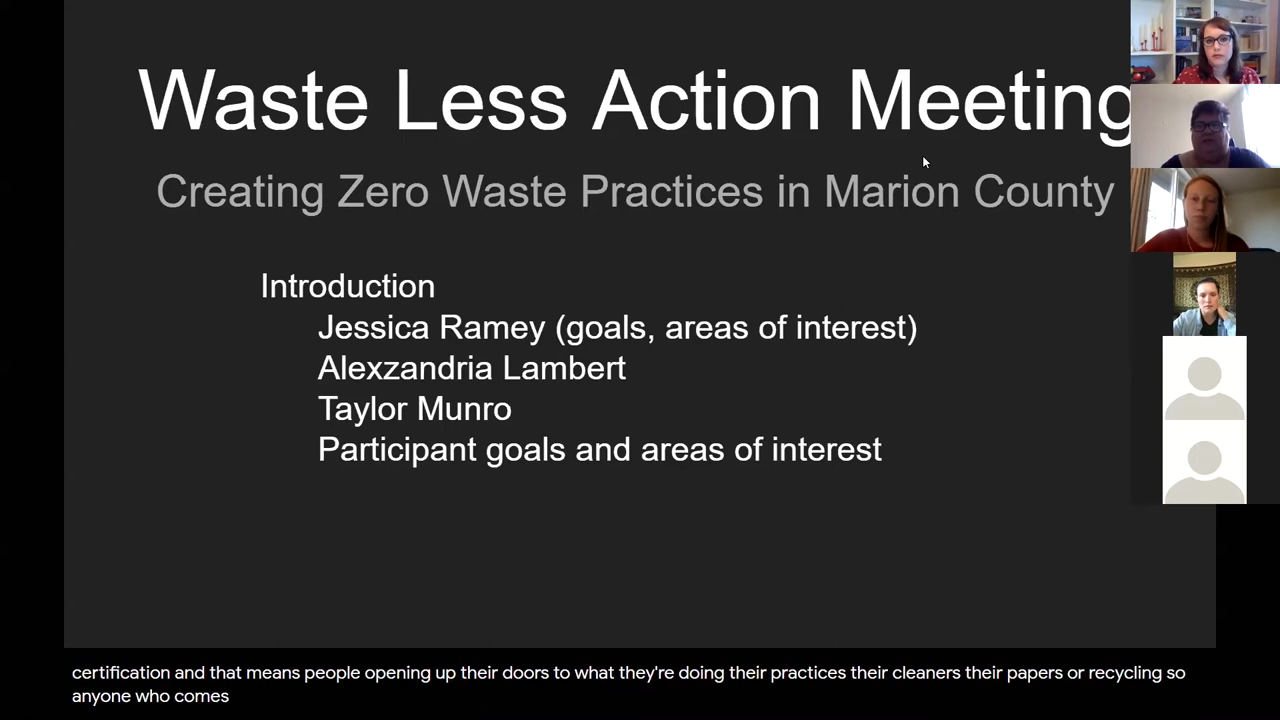 Waste Less Action Meeting
Creating Zero Waste Practices in Marion County
Introduction
Jessica Ramey (goals, areas of interest)
Alexzandria Lambert
Taylor Munro
Participant goals and areas of interest
certification and that means people opening up their doors to what they're doing their practices their cleaners their papers or recycling so
anyone who comes